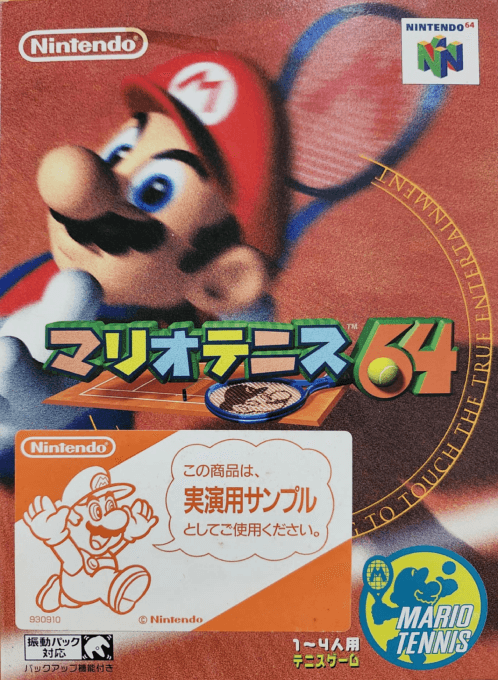 Nintendo
NINTENDO 64
N
M
TO TOUCH THE TRUE ENTERTAINMENT
マリオテニス64
TM
Nintendo
この商品は、
実演用サンプル
としてご使用ください。
930910
© Nintendo
MARIO
TENNIS
振動パック
対応
バックアップ機能付き
1〜4人用
テニスゲーム